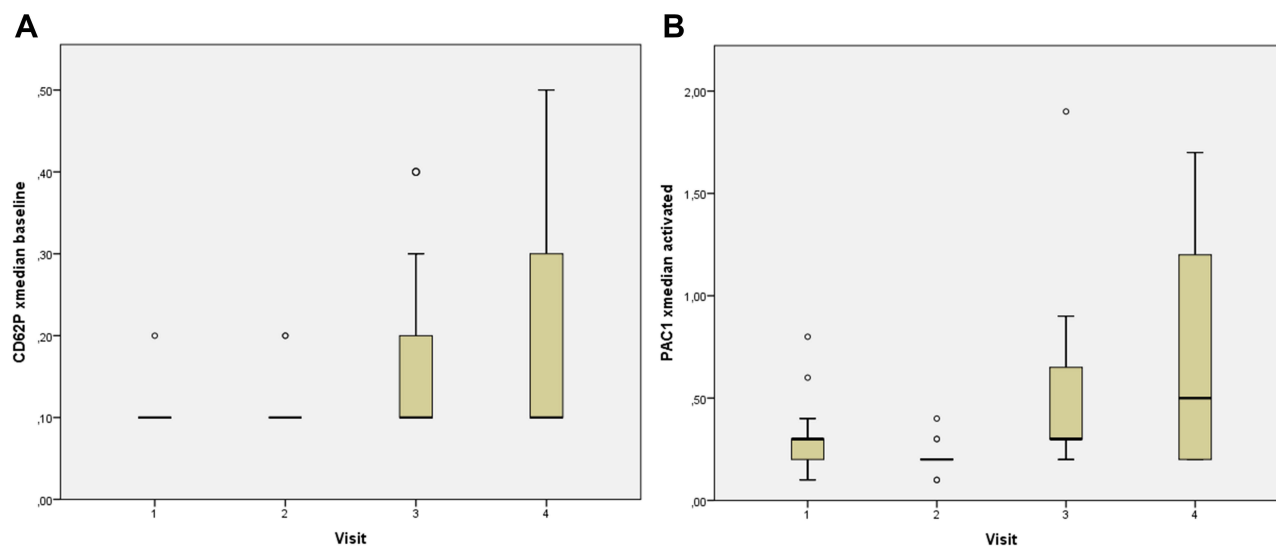 A
B
CD62P xmedian baseline
,50
,40
,30
,20
,10
,00
1 2 3 4
Visit
PAC1 xmedian activated
2,00
1,50
1,00
,50
,00
1 2 3 4
Visit